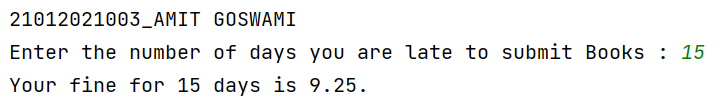 21012021003_AMIT GOSWAMI
Enter the number of days you are late to submit Books : 15
Your fine for 15 days is 9.25.